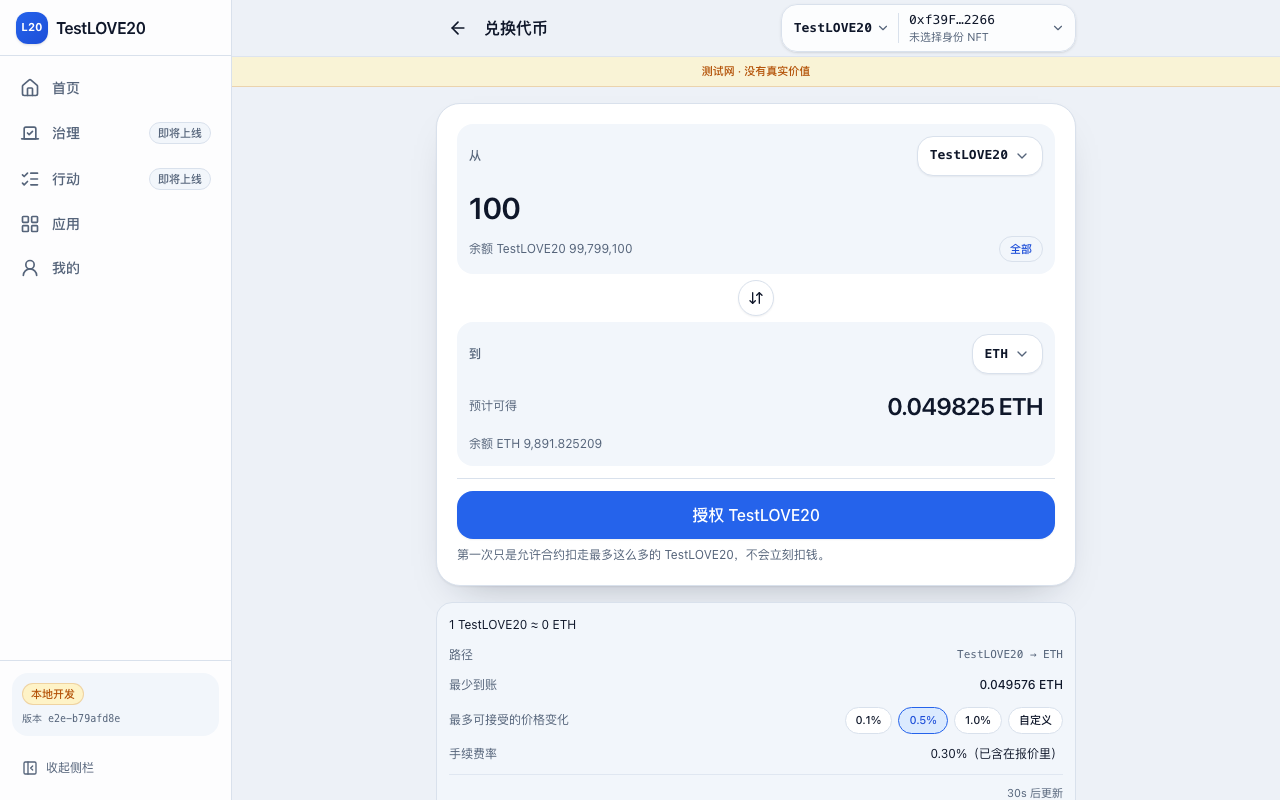 L20 TestLOVE20
首页
治理 即将上线
行动 即将上线
应用
我的
本地开发
版本 e2e-b79afd8e
收起侧栏
兑换代币
TestLOVE20
0xf39F…2266
未选择身份 NFT
测试网 · 没有真实价值
从 TestLOVE20
100
余额 TestLOVE20 99,799,100 全部
到 ETH
预计可得 0.049825 ETH
余额 ETH 9,891.825209
授权 TestLOVE20
第一次只是允许合约扣走最多这么多的 TestLOVE20，不会立刻扣钱。
1 TestLOVE20 ≈ 0 ETH
路径 TestLOVE20 → ETH
最少到账 0.049576 ETH
最多可接受的价格变化 0.1% 0.5% 1.0% 自定义
手续费率 0.30%（已含在报价里）
30s 后更新